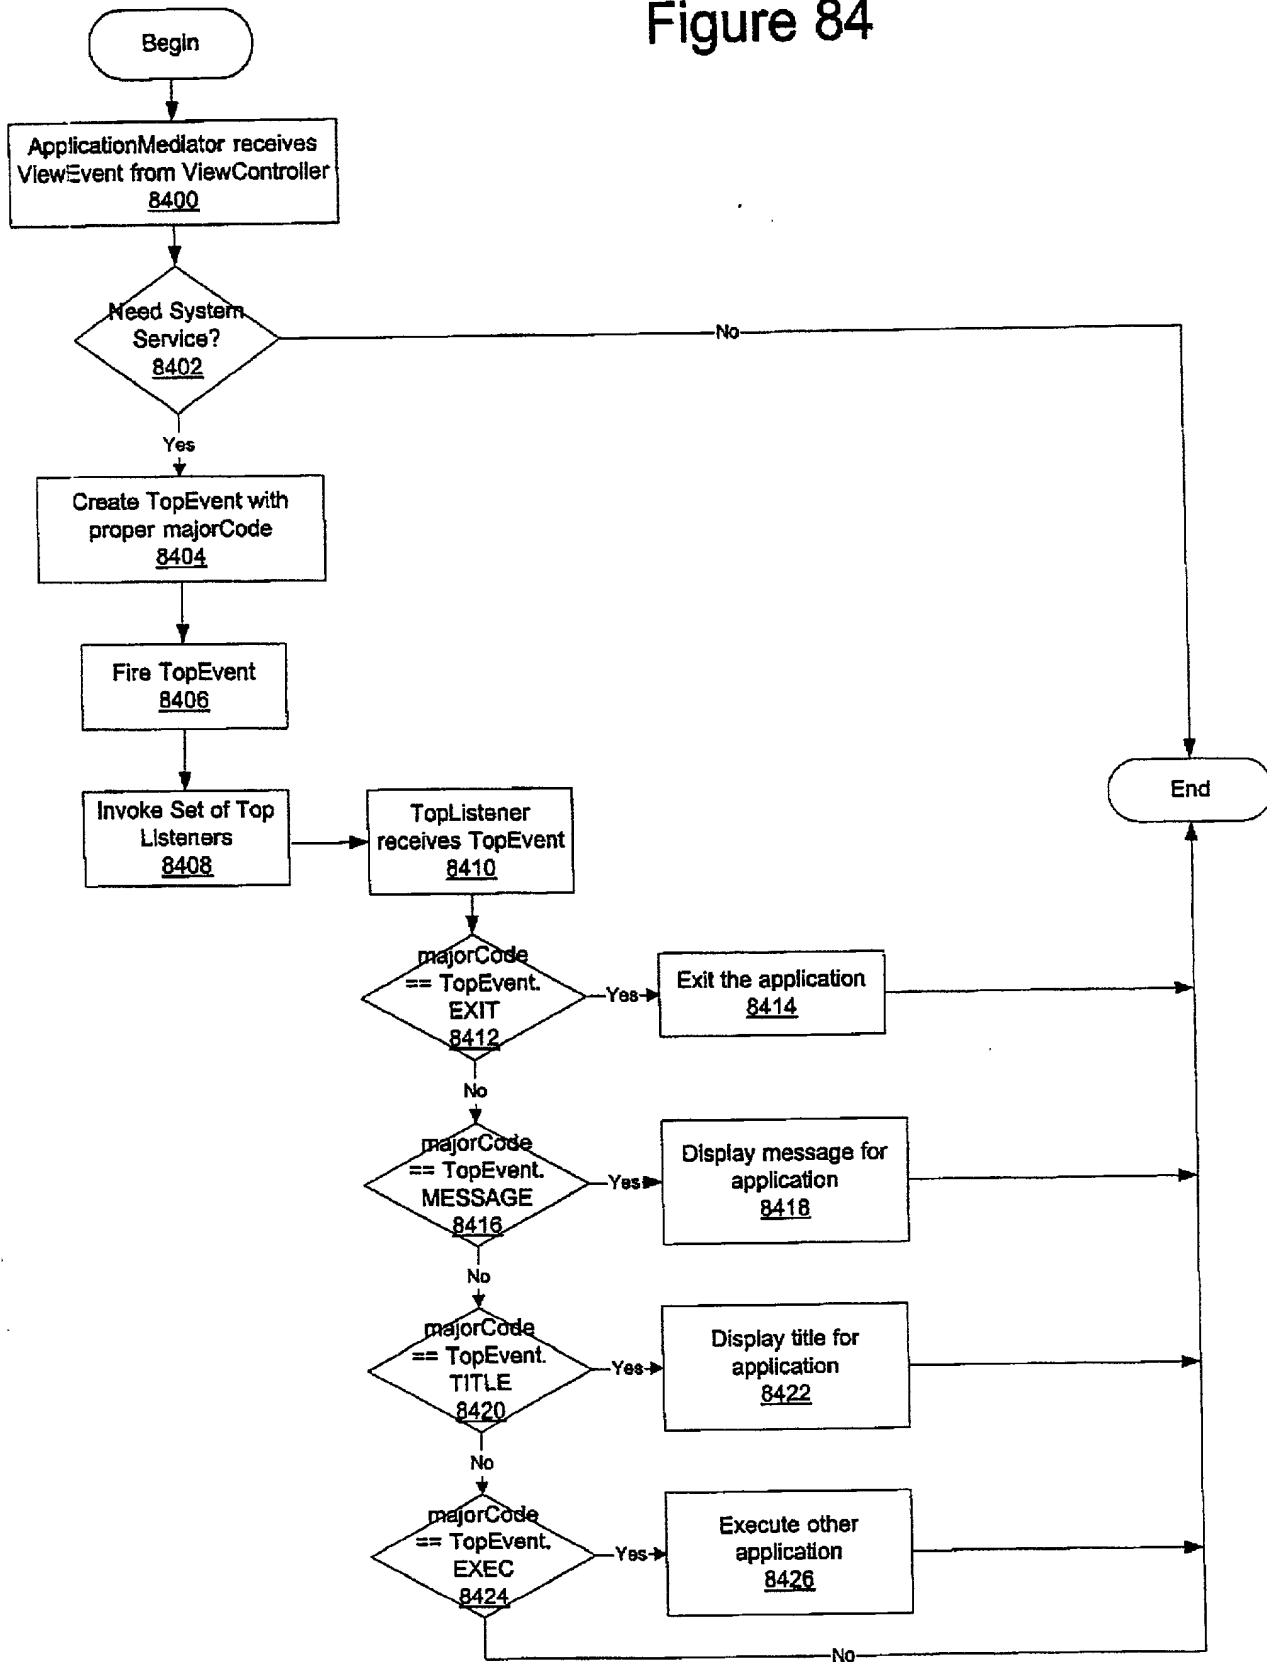 Figure 84
Begin
ApplicationMediator receives
ViewEvent from ViewController
8400
Need System
Service?
8402
No
Yes
Create TopEvent with
proper majorCode
8404
Fire TopEvent
8406
Invoke Set of Top
Listeners
8408
TopListener
receives TopEvent
8410
End
majorCode
== TopEvent.
EXIT
8412
Yes
Exit the application
8414
No
majorCode
== TopEvent.
MESSAGE
8416
Yes
Display message for
application
8418
No
majorCode
== TopEvent.
TITLE
8420
Yes
Display title for
application
8422
No
majorCode
== TopEvent.
EXEC
8424
Yes
Execute other
application
8426
No